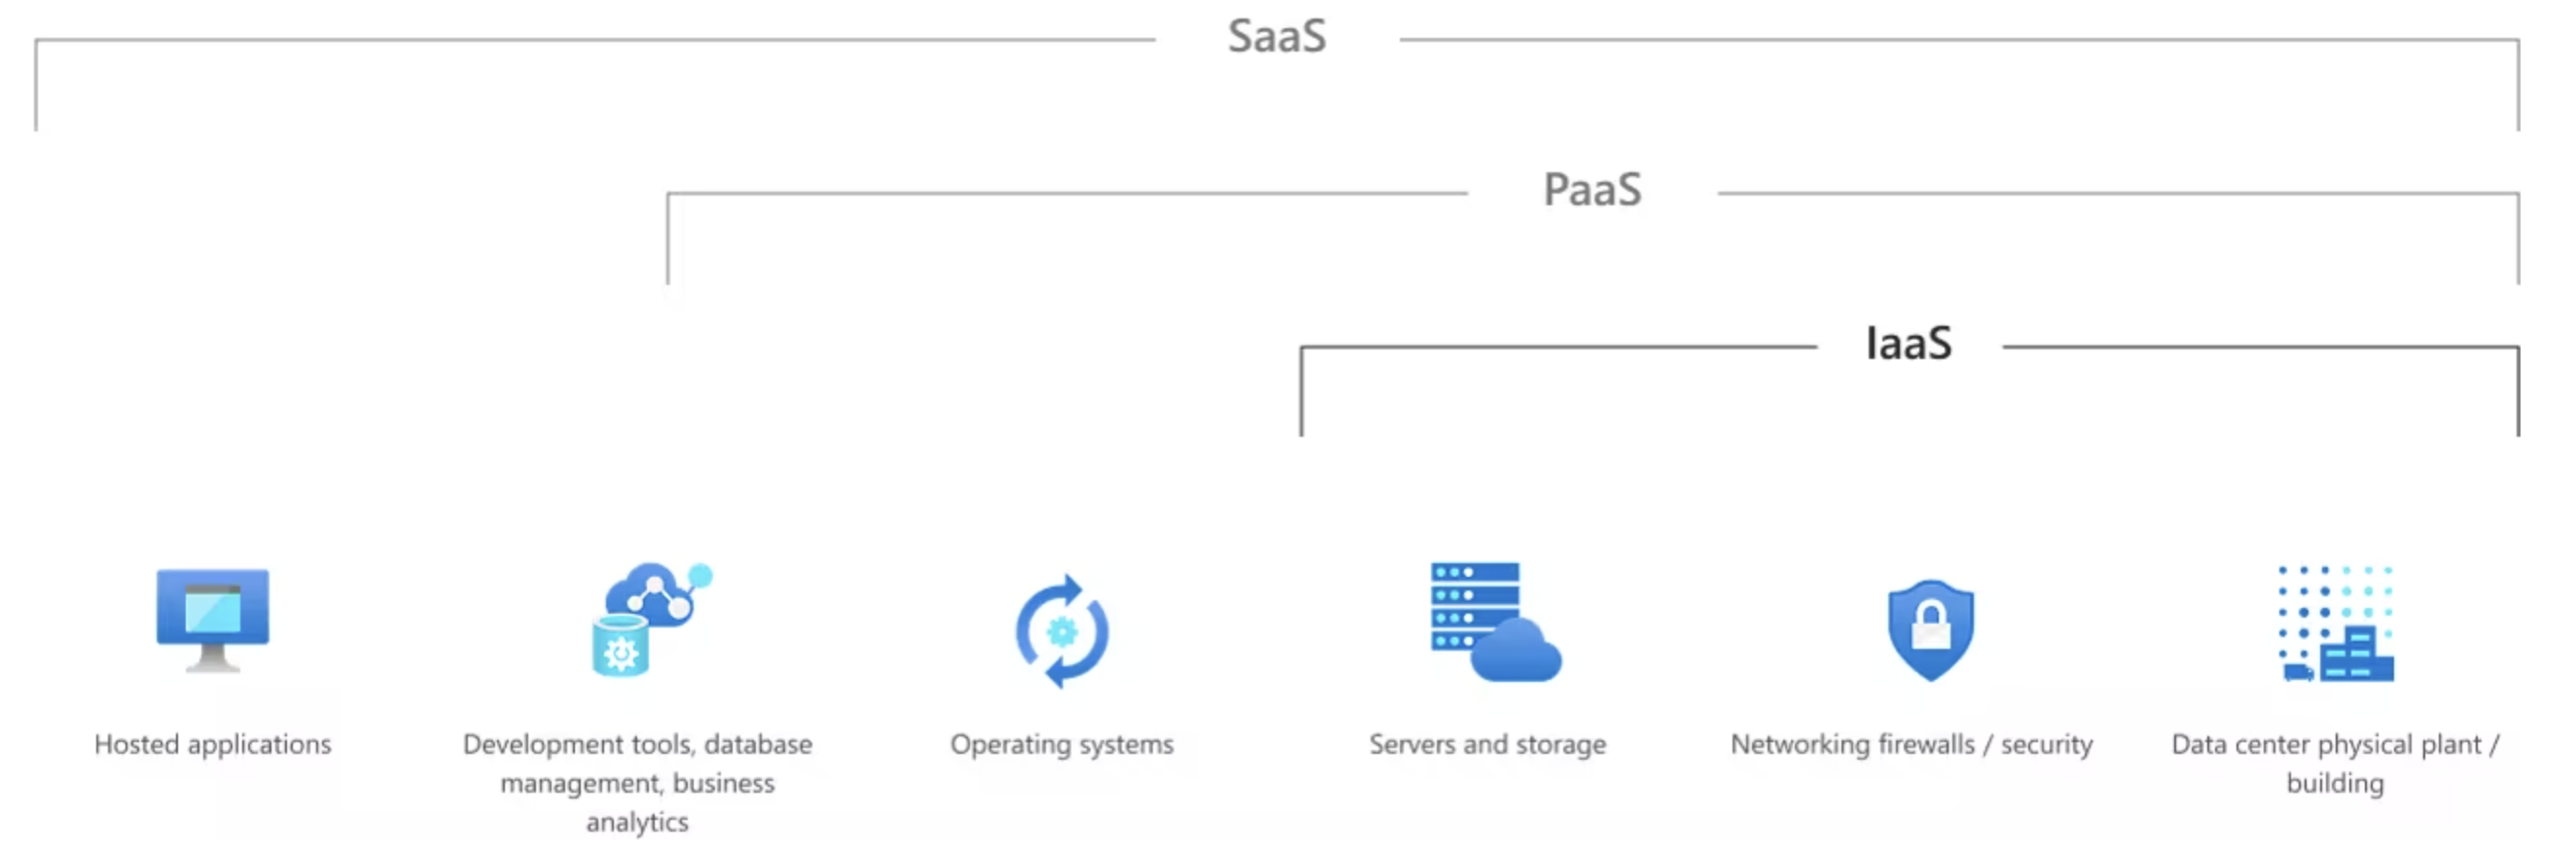 SaaS
PaaS
IaaS
Hosted applications
Development tools, database
management, business
analytics
Operating systems
Servers and storage
Networking firewalls / security
Data center physical plant /
building